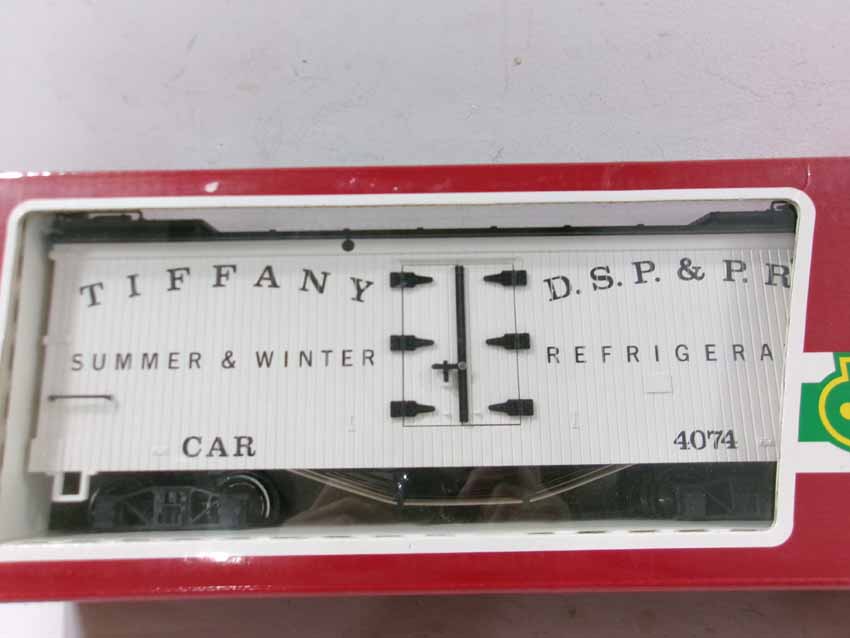 TIFFANY D.S.P. & P. R
SUMMER & WINTER REFRIGERA
CAR 4074